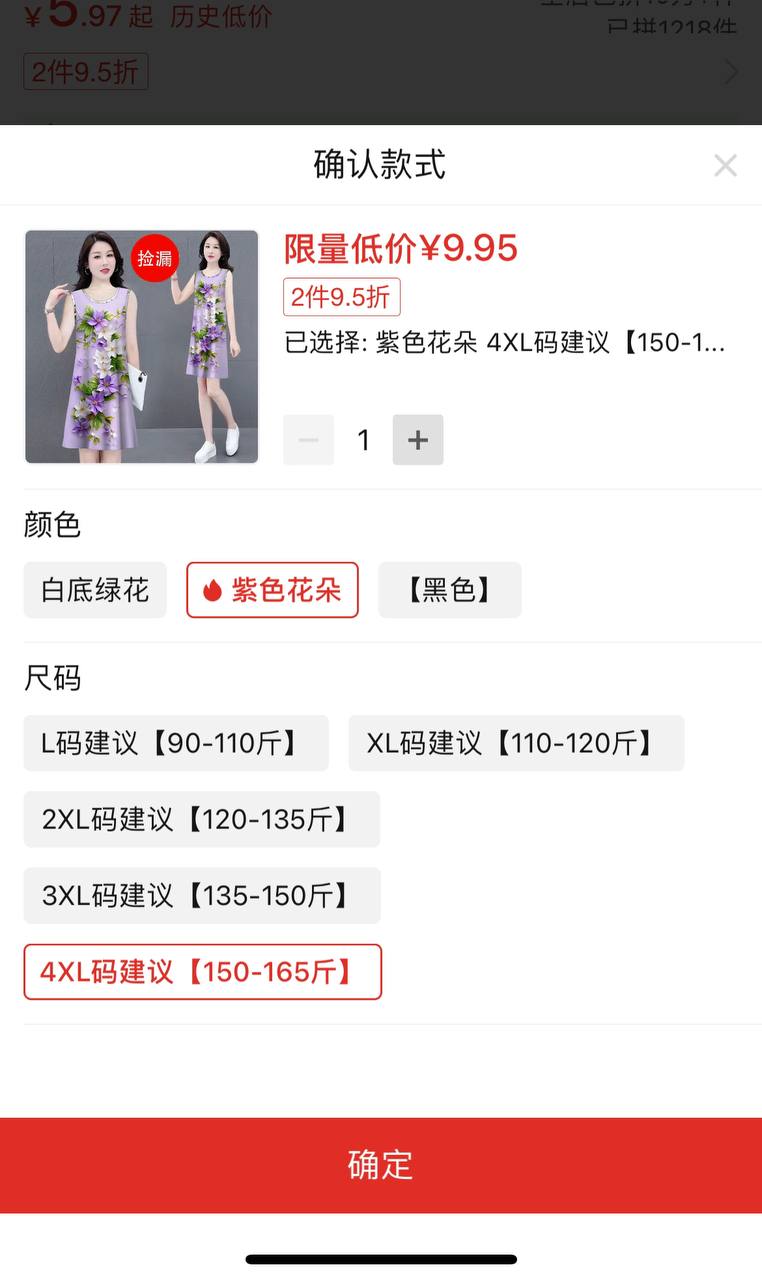 ¥5.97起 历史低价
已拼1218件
2件9.5折
确认款式
捡漏
限量低价¥9.95
2件9.5折
已选择: 紫色花朵 4XL码建议【150-1...
1
颜色
白底绿花 紫色花朵 【黑色】
尺码
L码建议【90-110斤】 XL码建议【110-120斤】
2XL码建议【120-135斤】
3XL码建议【135-150斤】
4XL码建议【150-165斤】
确定